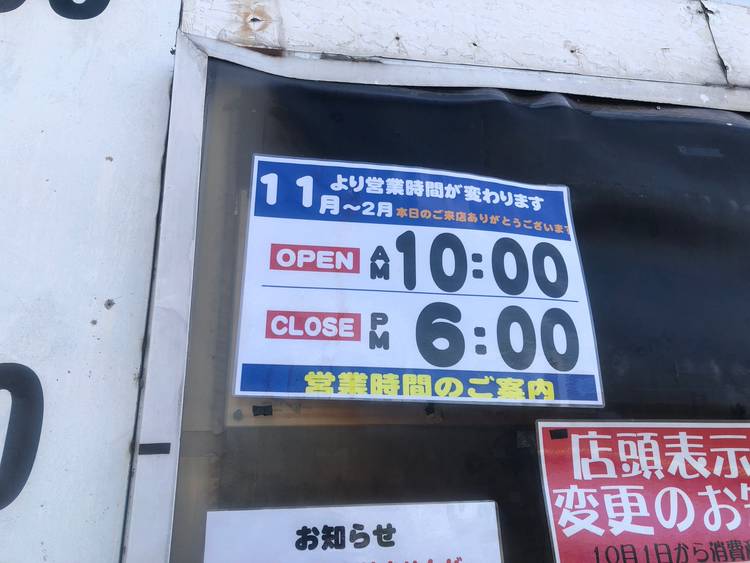 11月～2月
より営業時間が変わります
本日のご来店ありがとうございます
OPEN AM 10:00
CLOSE PM 6:00
営業時間のご案内
店頭表示
変更のお知
10月1日から消費
お知らせ